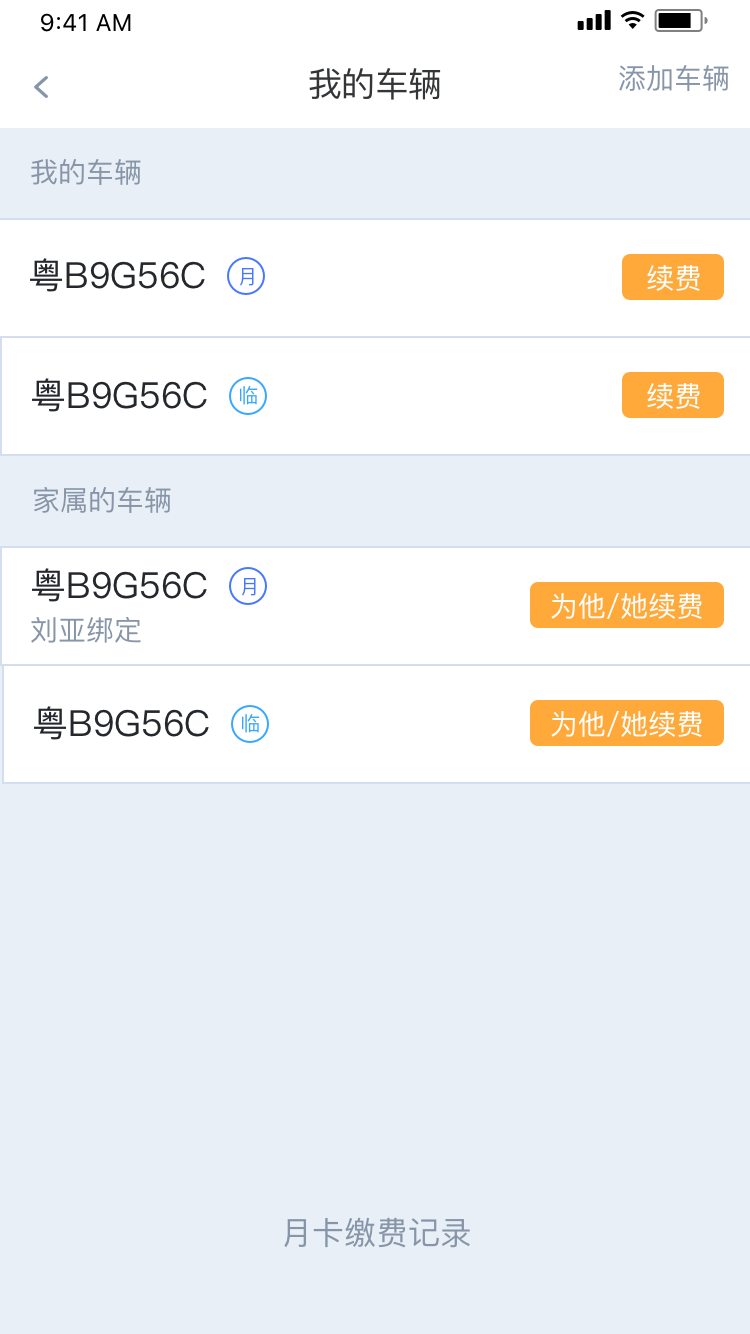 9:41 AM
我的车辆
添加车辆
我的车辆
粤B9G56C 月 续费
粤B9G56C 临 续费
家属的车辆
粤B9G56C 月
刘亚绑定
为他/她续费
粤B9G56C 临 为他/她续费
月卡缴费记录